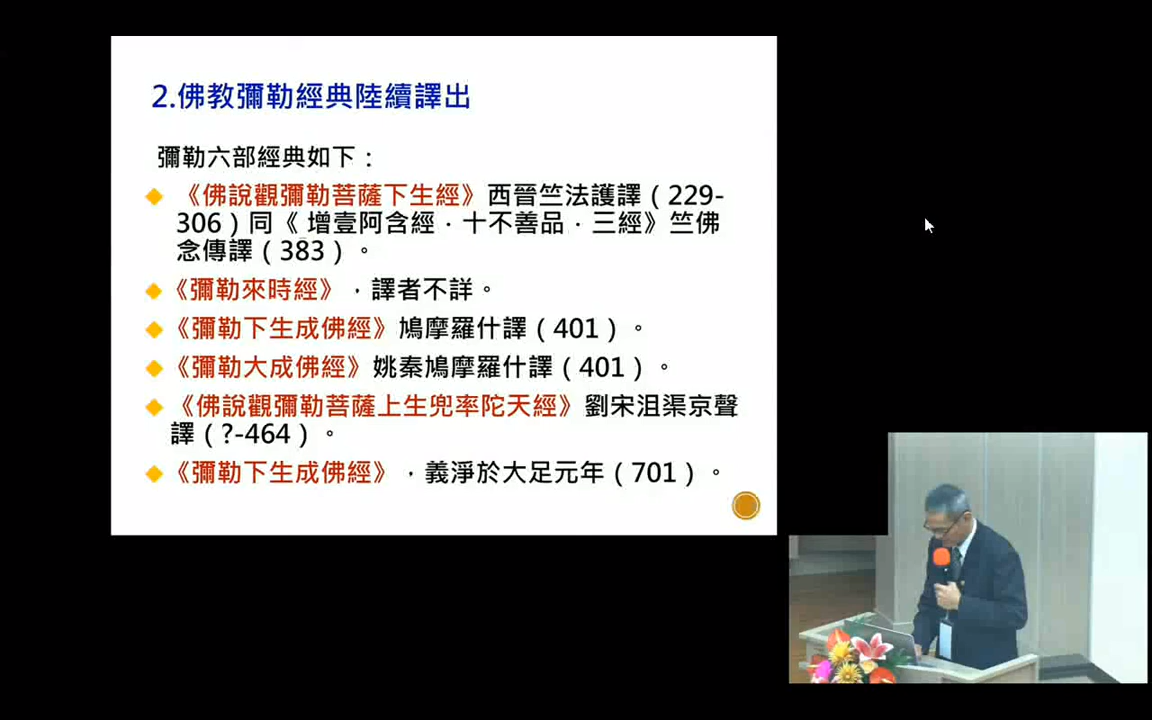 2.佛教彌勒經典陸續譯出
彌勒六部經典如下：
《佛說觀彌勒菩薩下生經》西晉竺法護譯（229-
306）同《 增壹阿含經．十不善品．三經》竺佛
念傳譯（383）。
《彌勒來時經》，譯者不詳。
《彌勒下生成佛經》鳩摩羅什譯（401）。
《彌勒大成佛經》姚秦鳩摩羅什譯（401）。
《佛說觀彌勒菩薩上生兜率陀天經》劉宋沮渠京聲
譯（?-464）。
《彌勒下生成佛經》，義淨於大足元年（701）。